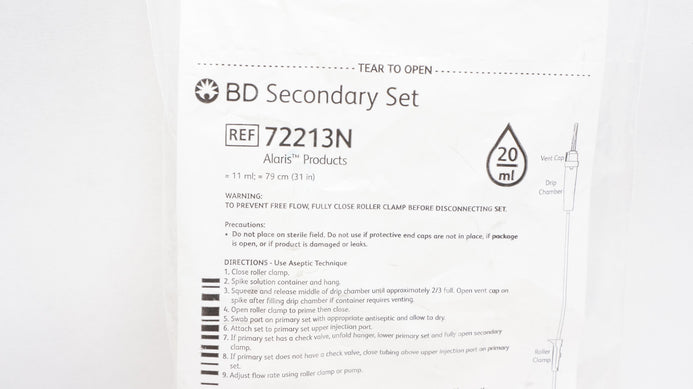 TEAR TO OPEN
BD Secondary Set
REF 72213N
Alaris™ Products
20
ml
≈ 11 ml; ≈ 79 cm (31 in)
Vent Cap
Drip
Chamber
WARNING:
TO PREVENT FREE FLOW, FULLY CLOSE ROLLER CLAMP BEFORE DISCONNECTING SET.
Precautions:
• Do not place on sterile field. Do not use if protective end caps are not in place, if package
is open, or if product is damaged or leaks.
DIRECTIONS - Use Aseptic Technique
1. Close roller clamp.
2. Spike solution container and hang.
3. Squeeze and release middle of drip chamber until approximately 2/3 full. Open vent cap on
spike after filling drip chamber if container requires venting.
4. Open roller clamp to prime then close.
5. Swab port on primary set with appropriate antiseptic and allow to dry.
6. Attach set to primary set upper injection port.
7. If primary set has a check valve, unfold hanger, lower primary set and fully open secondary
clamp.
8. If primary set does not have a check valve, close tubing above upper injection port on primary
set.
9. Adjust flow rate using roller clamp or pump.
Roller
Clamp